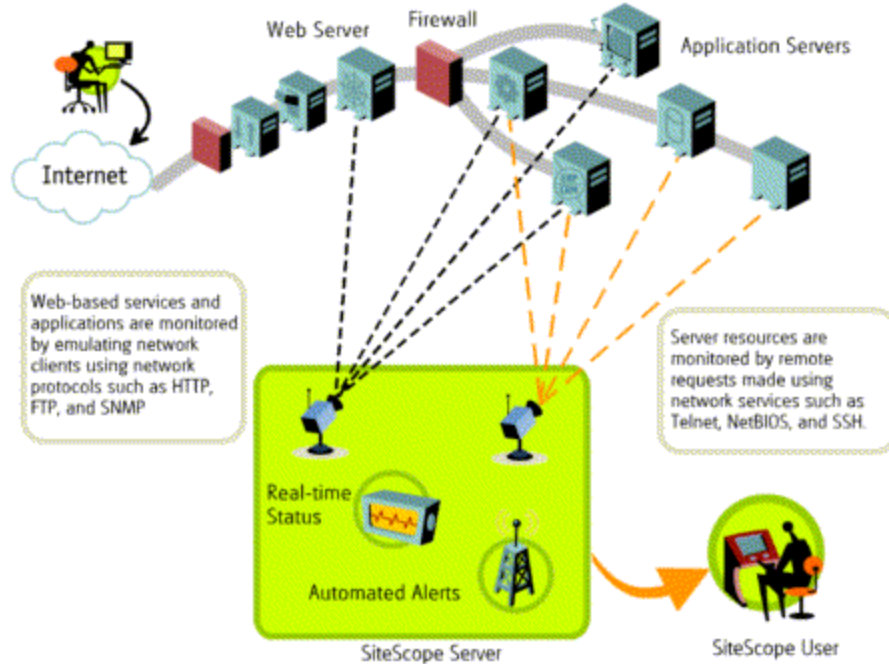 Firewall
Web Server
Application Servers
Internet
Web-based services and
applications are monitored
by emulating network
clients using network
protocols such as HTTP,
FTP, and SNMP
Server resources are
monitored by remote
requests made using
network services such as
Telnet, NetBIOS, and SSH.
Real-time
Status
Automated Alerts
SiteScope Server
SiteScope User